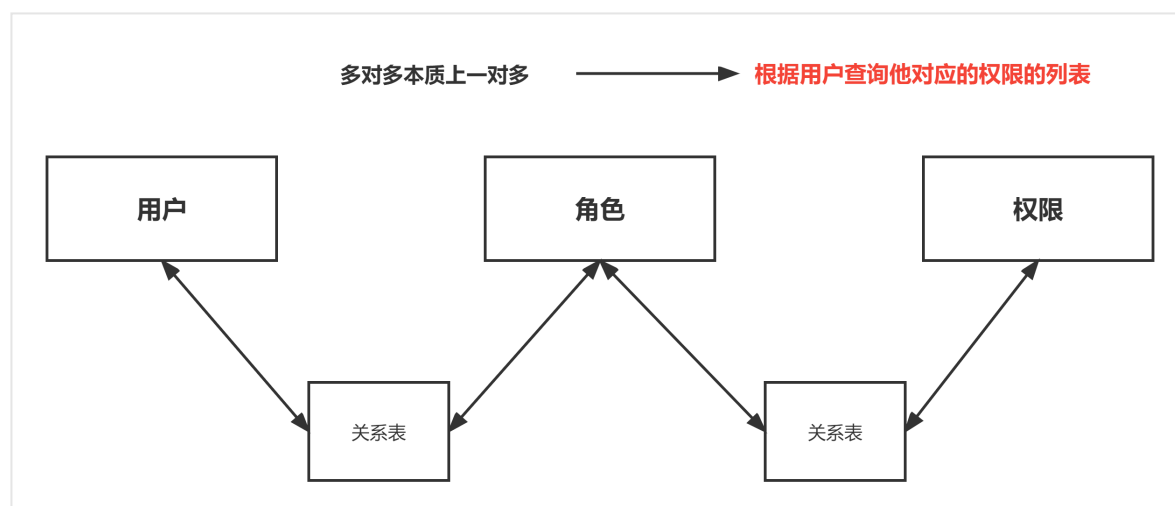 多对多本质上一对多
根据用户查询他对应的权限的列表
用户
角色
权限
关系表
关系表